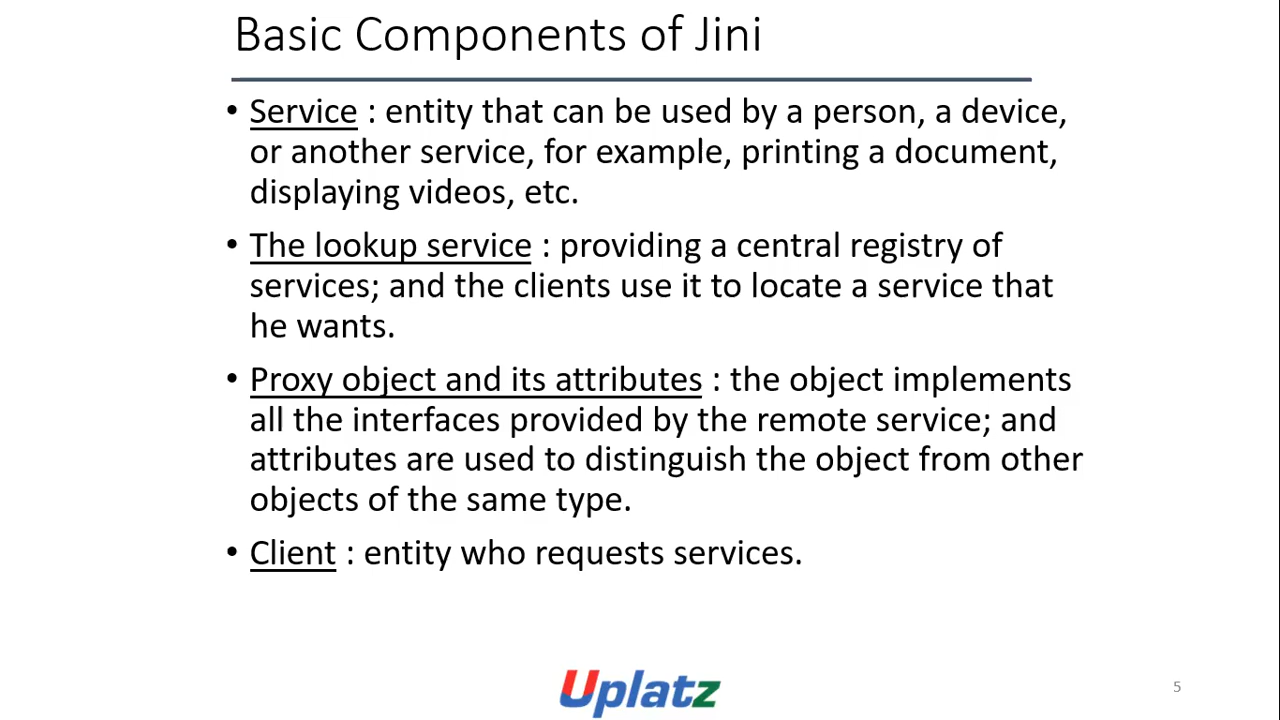 Basic Components of Jini
• Service : entity that can be used by a person, a device,
or another service, for example, printing a document,
displaying videos, etc.
• The lookup service : providing a central registry of
services; and the clients use it to locate a service that
he wants.
• Proxy object and its attributes : the object implements
all the interfaces provided by the remote service; and
attributes are used to distinguish the object from other
objects of the same type.
• Client : entity who requests services.
Uplatz
5